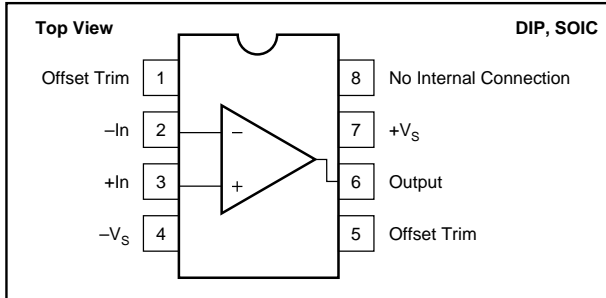 Top View
DIP, SOIC
Offset Trim 1
8 No Internal Connection
–In 2
–
7 +VS
+In 3
+
6 Output
–VS 4
5 Offset Trim